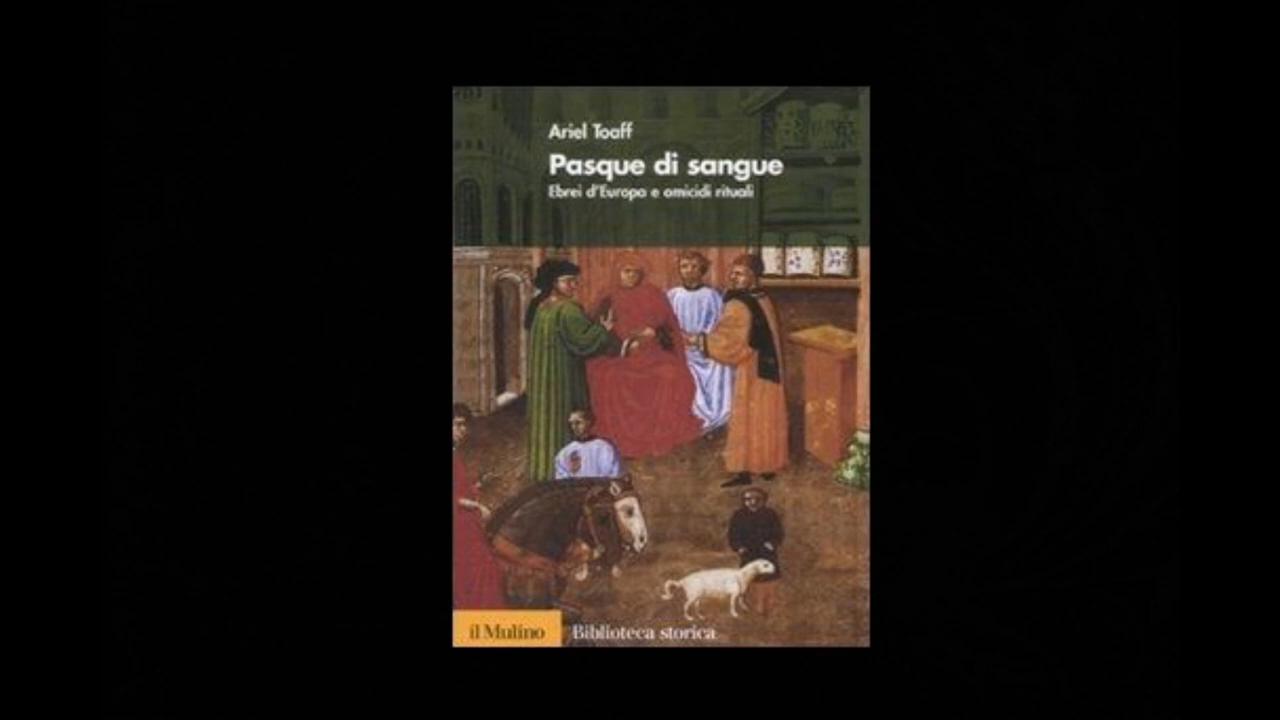 Ariel Toaff
Pasque di sangue
Ebrei d'Europa e omicidi rituali
il Mulino
Biblioteca storica